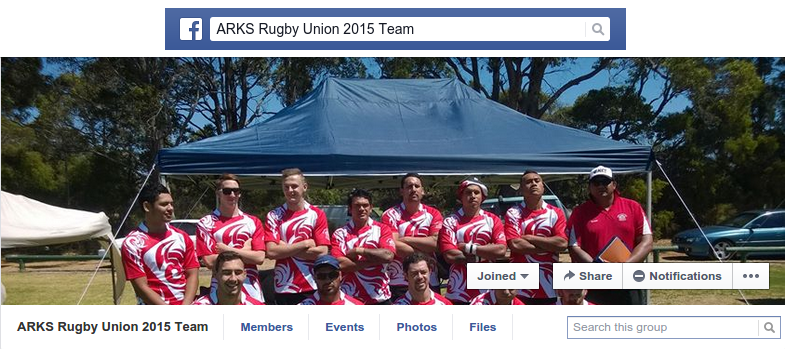 f ARKS Rugby Union 2015 Team
Joined Share Notifications
ARKS Rugby Union 2015 Team Members Events Photos Files Search this group